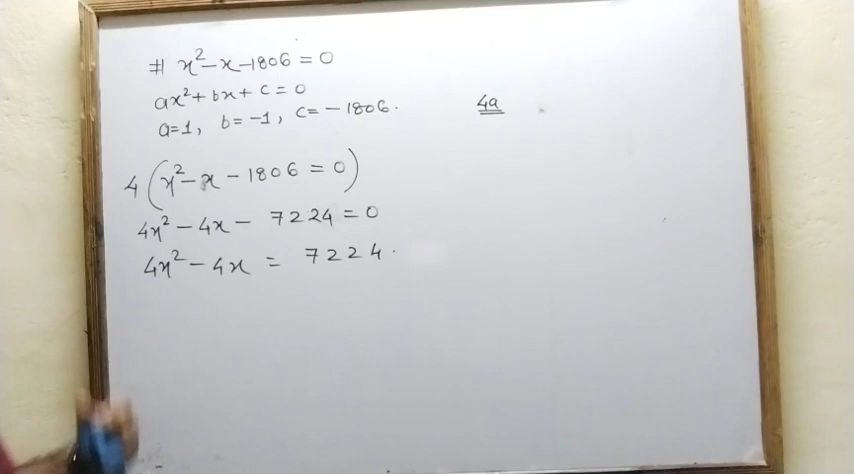 # x² - x - 1806 = 0
ax² + bx + c = 0
a=1, b=-1, c=-1806.
4a
4(x² - x - 1806 = 0)
4x² - 4x - 7224 = 0
4x² - 4x = 7224.